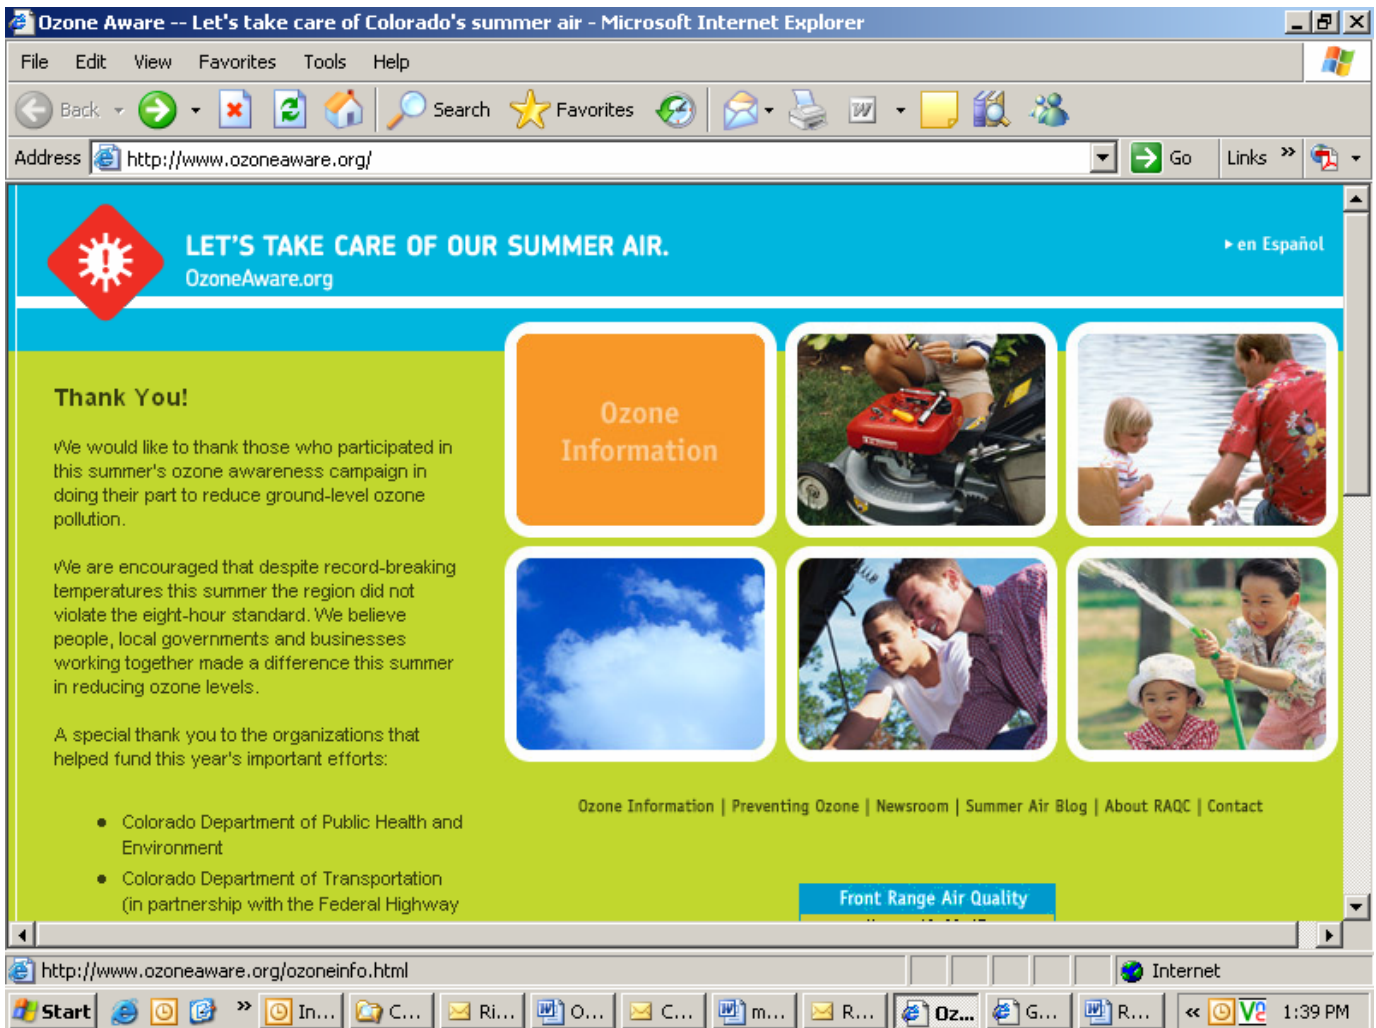 Ozone Aware -- Let's take care of Colorado's summer air - Microsoft Internet Explorer
File Edit View Favorites Tools Help
Back Search Favorites
Address http://www.ozoneaware.org/ Go Links »
LET'S TAKE CARE OF OUR SUMMER AIR.
OzoneAware.org
en Español
Thank You!
We would like to thank those who participated in
this summer's ozone awareness campaign in
doing their part to reduce ground-level ozone
pollution.
We are encouraged that despite record-breaking
temperatures this summer the region did not
violate the eight-hour standard. We believe
people, local governments and businesses
working together made a difference this summer
in reducing ozone levels.
A special thank you to the organizations that
helped fund this year's important efforts:
• Colorado Department of Public Health and
Environment
• Colorado Department of Transportation
(in partnership with the Federal Highway
Ozone
Information
Ozone Information | Preventing Ozone | Newsroom | Summer Air Blog | About RAQC | Contact
Front Range Air Quality
http://www.ozoneaware.org/ozoneinfo.html
Internet
Start » In... C... Ri... O... C... m... R... Oz... G... R... « 1:39 PM